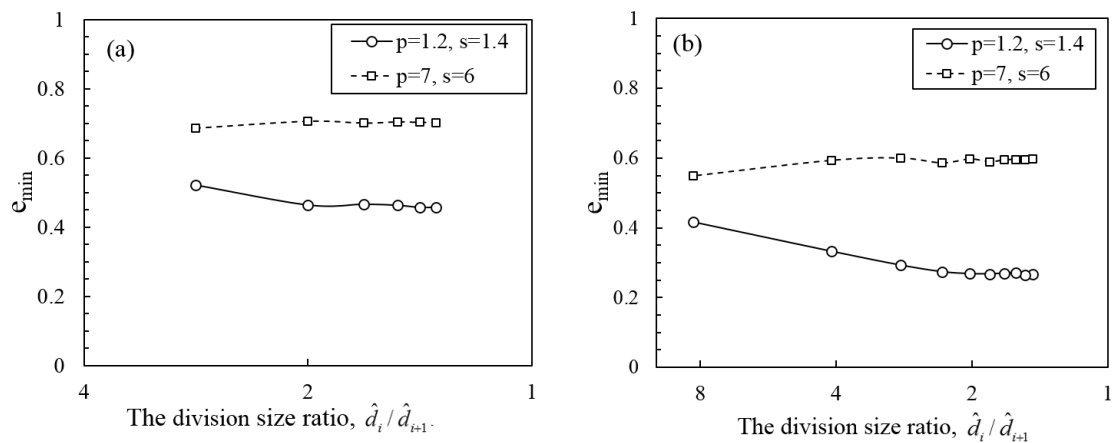 (a)
p=1.2, s=1.4
p=7, s=6
1
0.8
0.6
0.4
0.2
0
e_min
4 2 1
The division size ratio, d̂_i / d̂_{i+1}.
(b)
p=1.2, s=1.4
p=7, s=6
1
0.8
0.6
0.4
0.2
0
e_min
8 4 2 1
The division size ratio, d̂_i / d̂_{i+1}